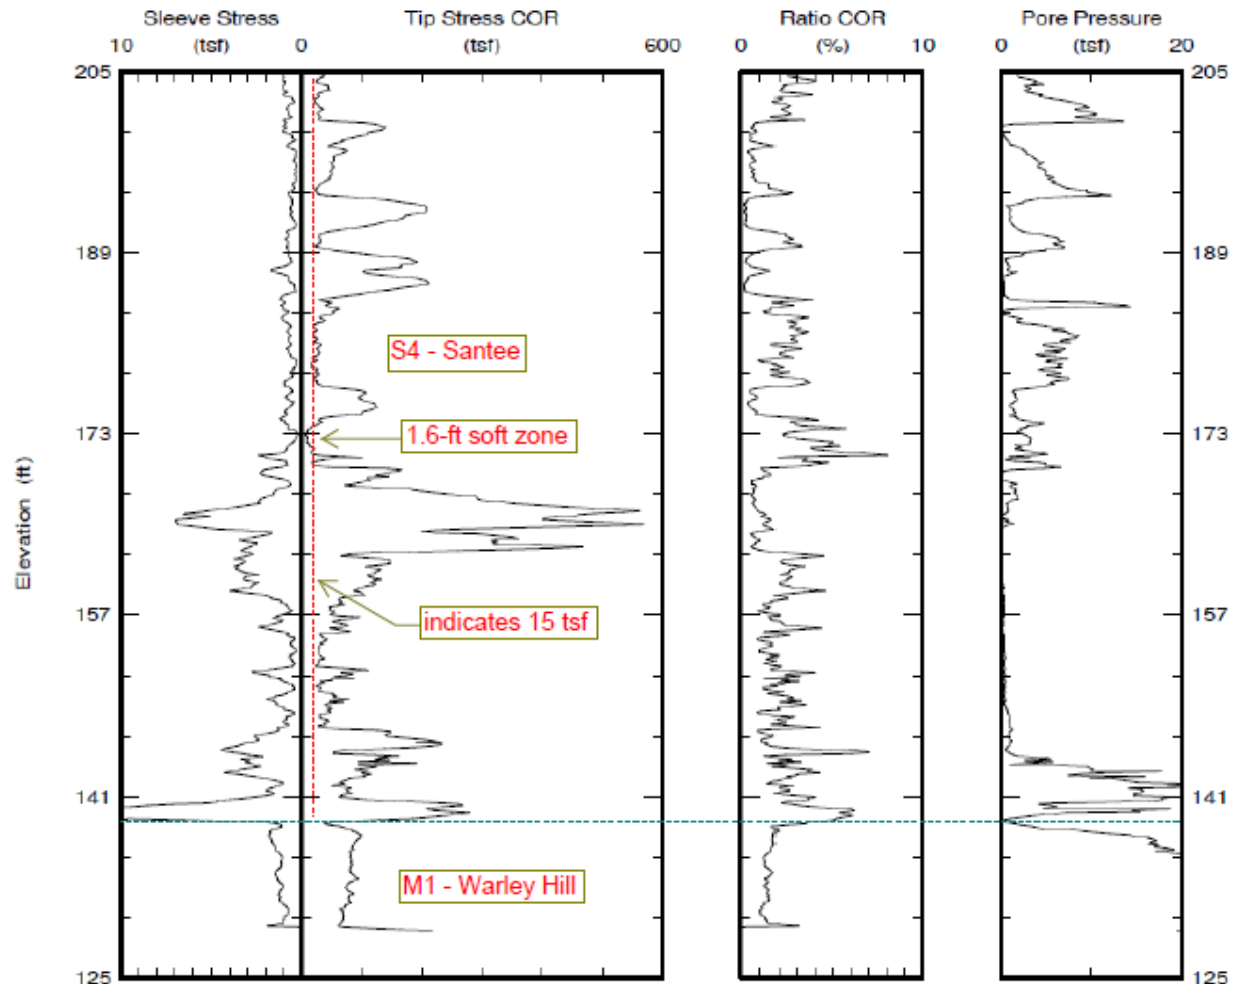 Sleeve Stress Tip Stress COR Ratio COR Pore Pressure
10 (tsf) 0 (tsf) 600 0 (%) 10 0 (tsf) 20
205 205
189 189
S4 - Santee
173 173
1.6-ft soft zone
Elevation (ft)
157 157
indicates 15 tsf
141 141
M1 - Warley Hill
125 125